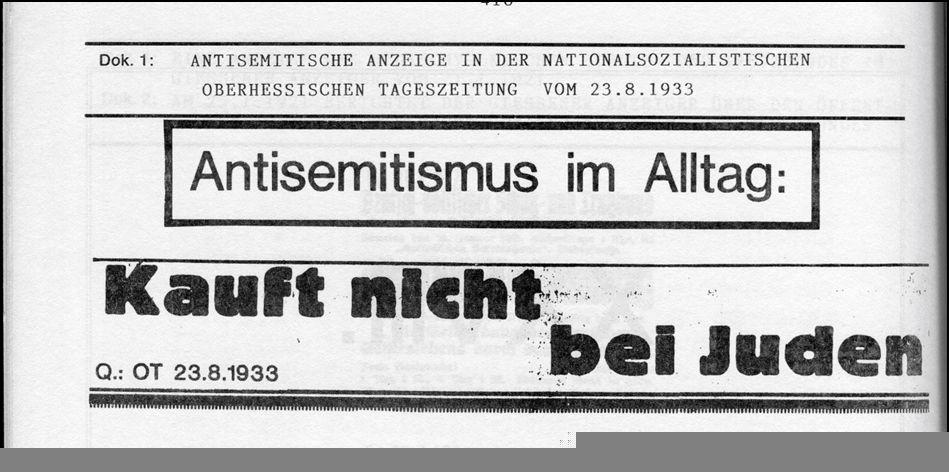 Dok. 1: ANTISEMITISCHE ANZEIGE IN DER NATIONALSOZIALISTISCHEN
OBERHESSISCHEN TAGESZEITUNG VOM 23.8.1933
Antisemitismus im Alltag:
Kauft nicht
bei Juden
Q.: OT 23.8.1933